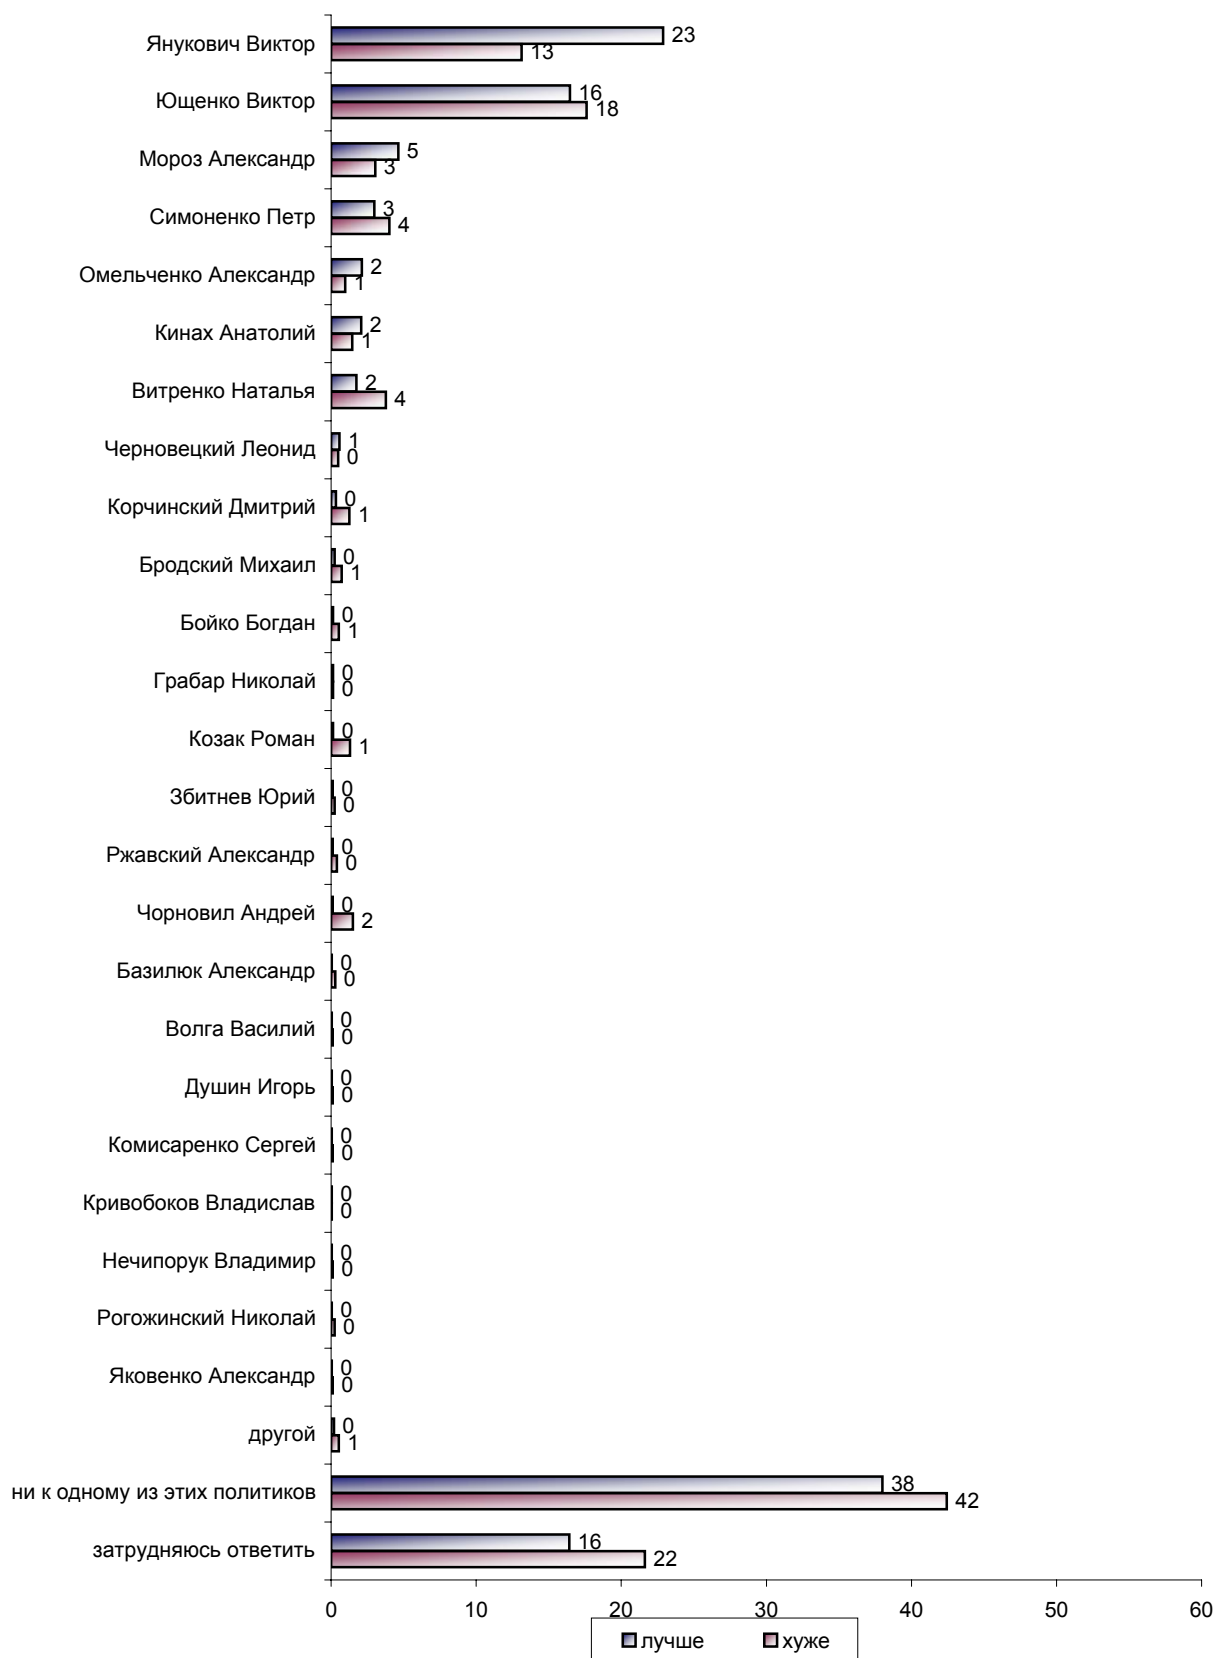 Янукович Виктор
23
13
Ющенко Виктор
16
18
Мороз Александр
5
3
Симоненко Петр
3
4
Омельченко Александр
2
1
Кинах Анатолий
2
1
Витренко Наталья
2
4
Черновецкий Леонид
1
0
Корчинский Дмитрий
0
1
Бродский Михаил
0
1
Бойко Богдан
0
1
Грабар Николай
0
0
Козак Роман
0
1
Збитнев Юрий
0
0
Ржавский Александр
0
0
Чорновил Андрей
0
2
Базилюк Александр
0
0
Волга Василий
0
0
Душин Игорь
0
0
Комисаренко Сергей
0
0
Кривобоков Владислав
0
0
Нечипорук Владимир
0
0
Рогожинский Николай
0
0
Яковенко Александр
0
0
другой
0
1
ни к одному из этих политиков
38
42
затрудняюсь ответить
16
22
0 10 20 30 40 50 60
лучше хуже